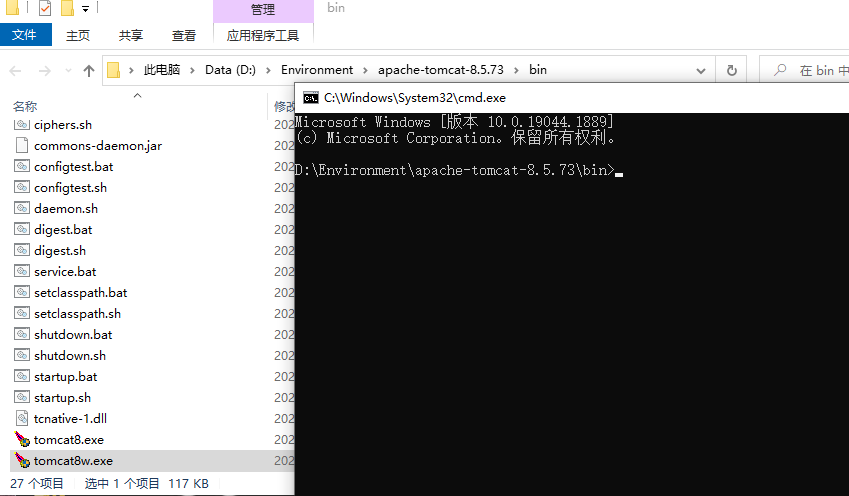 管理
bin
文件
主页
共享
查看
应用程序工具
此电脑 > Data (D:) > Environment > apache-tomcat-8.5.73 > bin
在 bin 中
名称
修改
C:\Windows\System32\cmd.exe
Microsoft Windows [版本 10.0.19044.1889]
(c) Microsoft Corporation。保留所有权利。
D:\Environment\apache-tomcat-8.5.73\bin>
ciphers.sh 202
commons-daemon.jar 202
configtest.bat 202
configtest.sh 202
daemon.sh 202
digest.bat 202
digest.sh 202
service.bat 202
setclasspath.bat 202
setclasspath.sh 202
shutdown.bat 202
shutdown.sh 202
startup.bat 202
startup.sh 202
tcnative-1.dll 202
tomcat8.exe 202
tomcat8w.exe 202
27 个项目 选中 1 个项目 117 KB